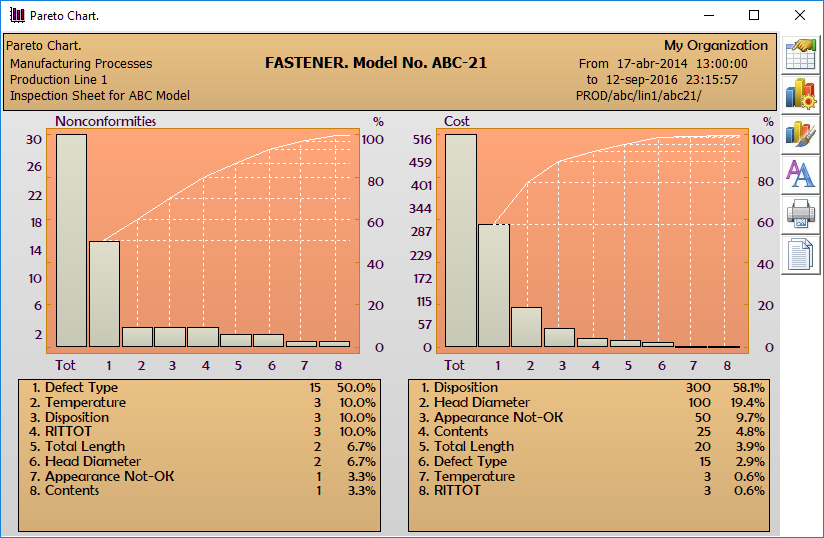 Pareto Chart.
Pareto Chart.
My Organization
Manufacturing Processes
FASTENER. Model No. ABC-21
From 17-abr-2014 13:00:00
Production Line 1
to 12-sep-2016 23:15:57
Inspection Sheet for ABC Model
PROD/abc/lin1/abc21/
Nonconformities %
30
26
22
18
14
10
6
2
100
80
60
40
20
0
Tot 1 2 3 4 5 6 7 8
Cost %
516
459
401
344
287
229
172
115
57
0
100
80
60
40
20
0
Tot 1 2 3 4 5 6 7 8
1. Defect Type 15 50.0%
2. Temperature 3 10.0%
3. Disposition 3 10.0%
4. RITTOT 3 10.0%
5. Total Length 2 6.7%
6. Head Diameter 2 6.7%
7. Appearance Not-OK 1 3.3%
8. Contents 1 3.3%
1. Disposition 300 58.1%
2. Head Diameter 100 19.4%
3. Appearance Not-OK 50 9.7%
4. Contents 25 4.8%
5. Total Length 20 3.9%
6. Defect Type 15 2.9%
7. Temperature 3 0.6%
8. RITTOT 3 0.6%